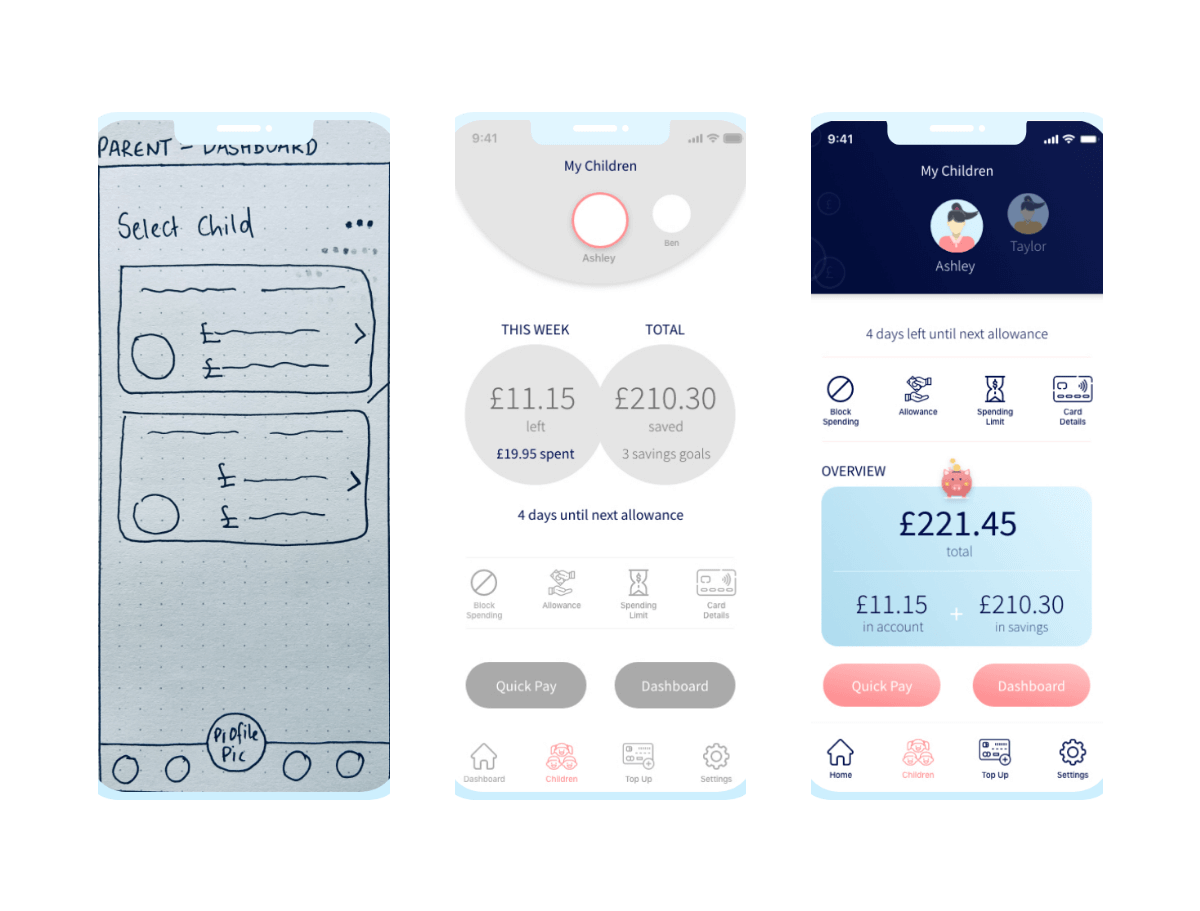 PARENT - DASHBOARD
Select Child
£
£
£
£
Profile
Pic
9:41
My Children
Ashley
Ben
THIS WEEK
TOTAL
£11.15
£210.30
left
saved
£19.95 spent
3 savings goals
4 days until next allowance
Block
Spending
Allowance
Spending
Limit
Card
Details
Quick Pay
Dashboard
Dashboard
Children
Top Up
Settings
9:41
My Children
Ashley
Taylor
4 days left until next allowance
Block
Spending
Allowance
Spending
Limit
Card
Details
OVERVIEW
£221.45
total
£11.15
+
£210.30
in account
in savings
Quick Pay
Dashboard
Home
Children
Top Up
Settings